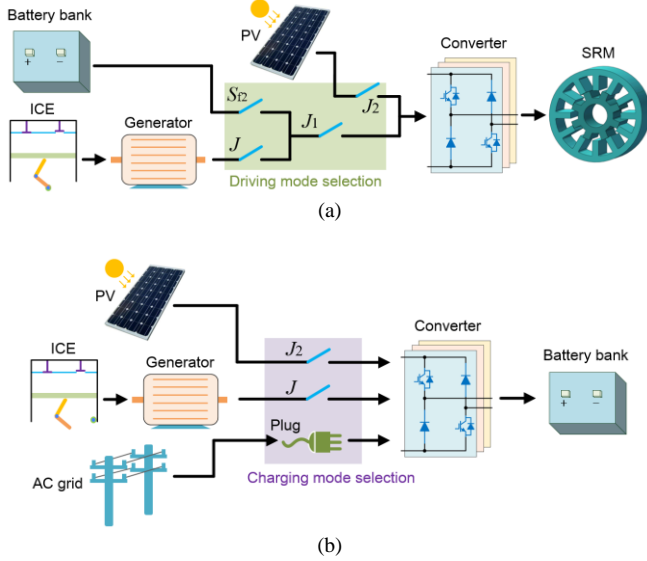 Battery bank
+ −
PV
Converter
SRM
ICE
Generator
Sf2
J
J1
J2
Driving mode selection
(a)
PV
ICE
Generator
AC grid
J2
J
Plug
Charging mode selection
Converter
Battery bank
+ −
(b)